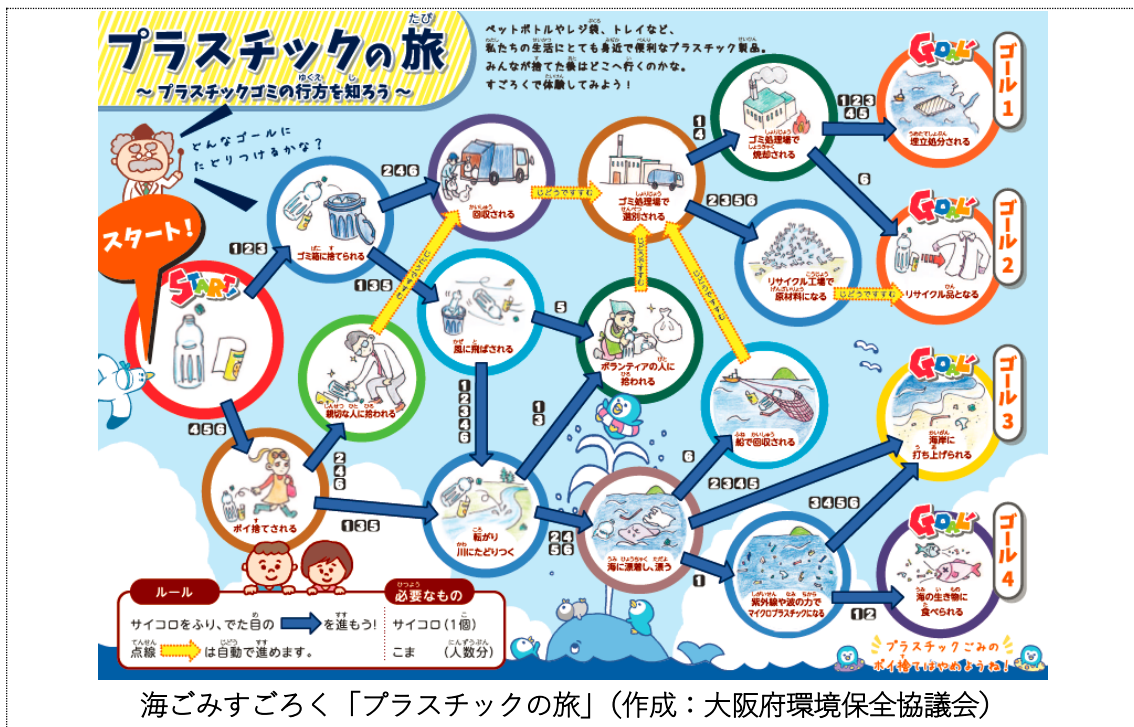 プラスチックの旅
～プラスチックゴミの行方を知ろう～
ペットボトルやレジ袋、トレイなど、
私たちの生活にとても身近で便利なプラスチック製品。
みんなが捨てた後はどこへ行くのかな。
すごろくで体験してみよう！
どんなゴールに
たどりつけるかな？
スタート！
START!
123
ゴミ箱に捨てられる
246
回収される
じどうですすむ
ゴミ処理場で
選別される
14
ゴミ処理場で
焼却される
123
45
GOAL
埋立処分される
ゴール1
6
2356
リサイクル工場で
原材料になる
じどうですすむ
GOAL
リサイクル品となる
ゴール2
135
風に飛ばされる
5
ボランティアの人に
拾われる
じどうですすむ
456
ポイ捨てされる
246
親切な人に拾われる
じどうですすむ
135
12346
転がり
川にたどりつく
13
24
56
海に漂着し、漂う
6
船で回収される
じどうですすむ
2345
GOAL
海岸に
打ち上げられる
ゴール3
1
紫外線や波の力で
マイクロプラスチックになる
3456
12
GOAL
海の生き物に
食べられる
ゴール4
ルール
サイコロをふり、でた目の を進もう！
点線 は自動で進めます。
必要なもの
サイコロ（1個）
こま （人数分）
プラスチックごみの
ポイ捨てはやめようね！
海ごみすごろく「プラスチックの旅」（作成：大阪府環境保全協議会）